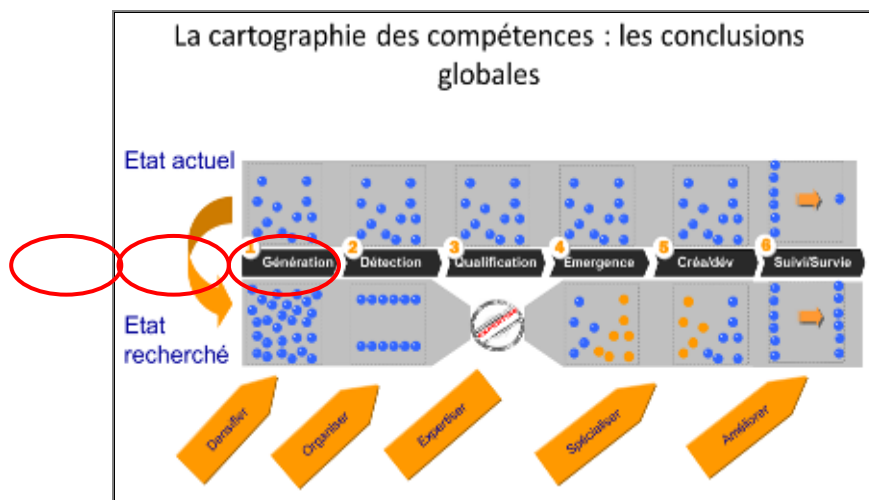 La cartographie des compétences : les conclusions
globales
Etat actuel
1 Génération
2 Détection
3 Qualification
4 Emergence
5 Créa/dév
6 Suivi/Survie
EXPERTISE
Etat
recherché
Densifier
Organiser
Expertiser
Spécialiser
Améliorer